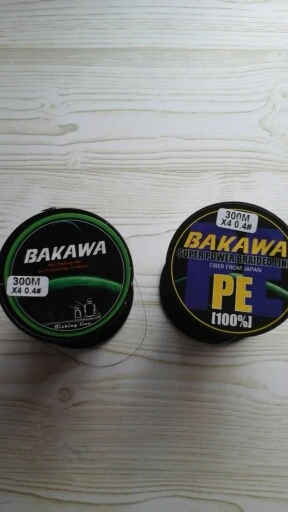 BAKAWA
300M
X4 0.4#
Fishing line
300M
X4 0.4#
BAKAWA
SUPER POWER BRAIDED LINE
FIBER FROM JAPAN
PE
[100%]